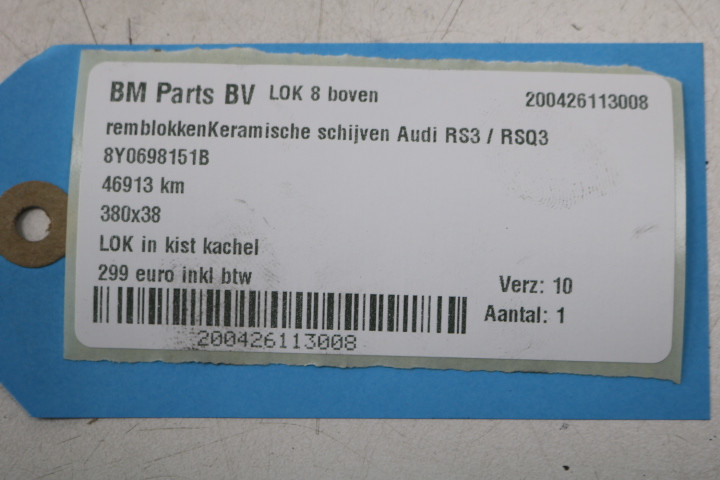 BM Parts BV LOK 8 boven 200426113008
remblokkenKeramische schijven Audi RS3 / RSQ3
8Y0698151B
46913 km
380x38
LOK in kist kachel
299 euro inkl btw Verz: 10
Aantal: 1
200426113008